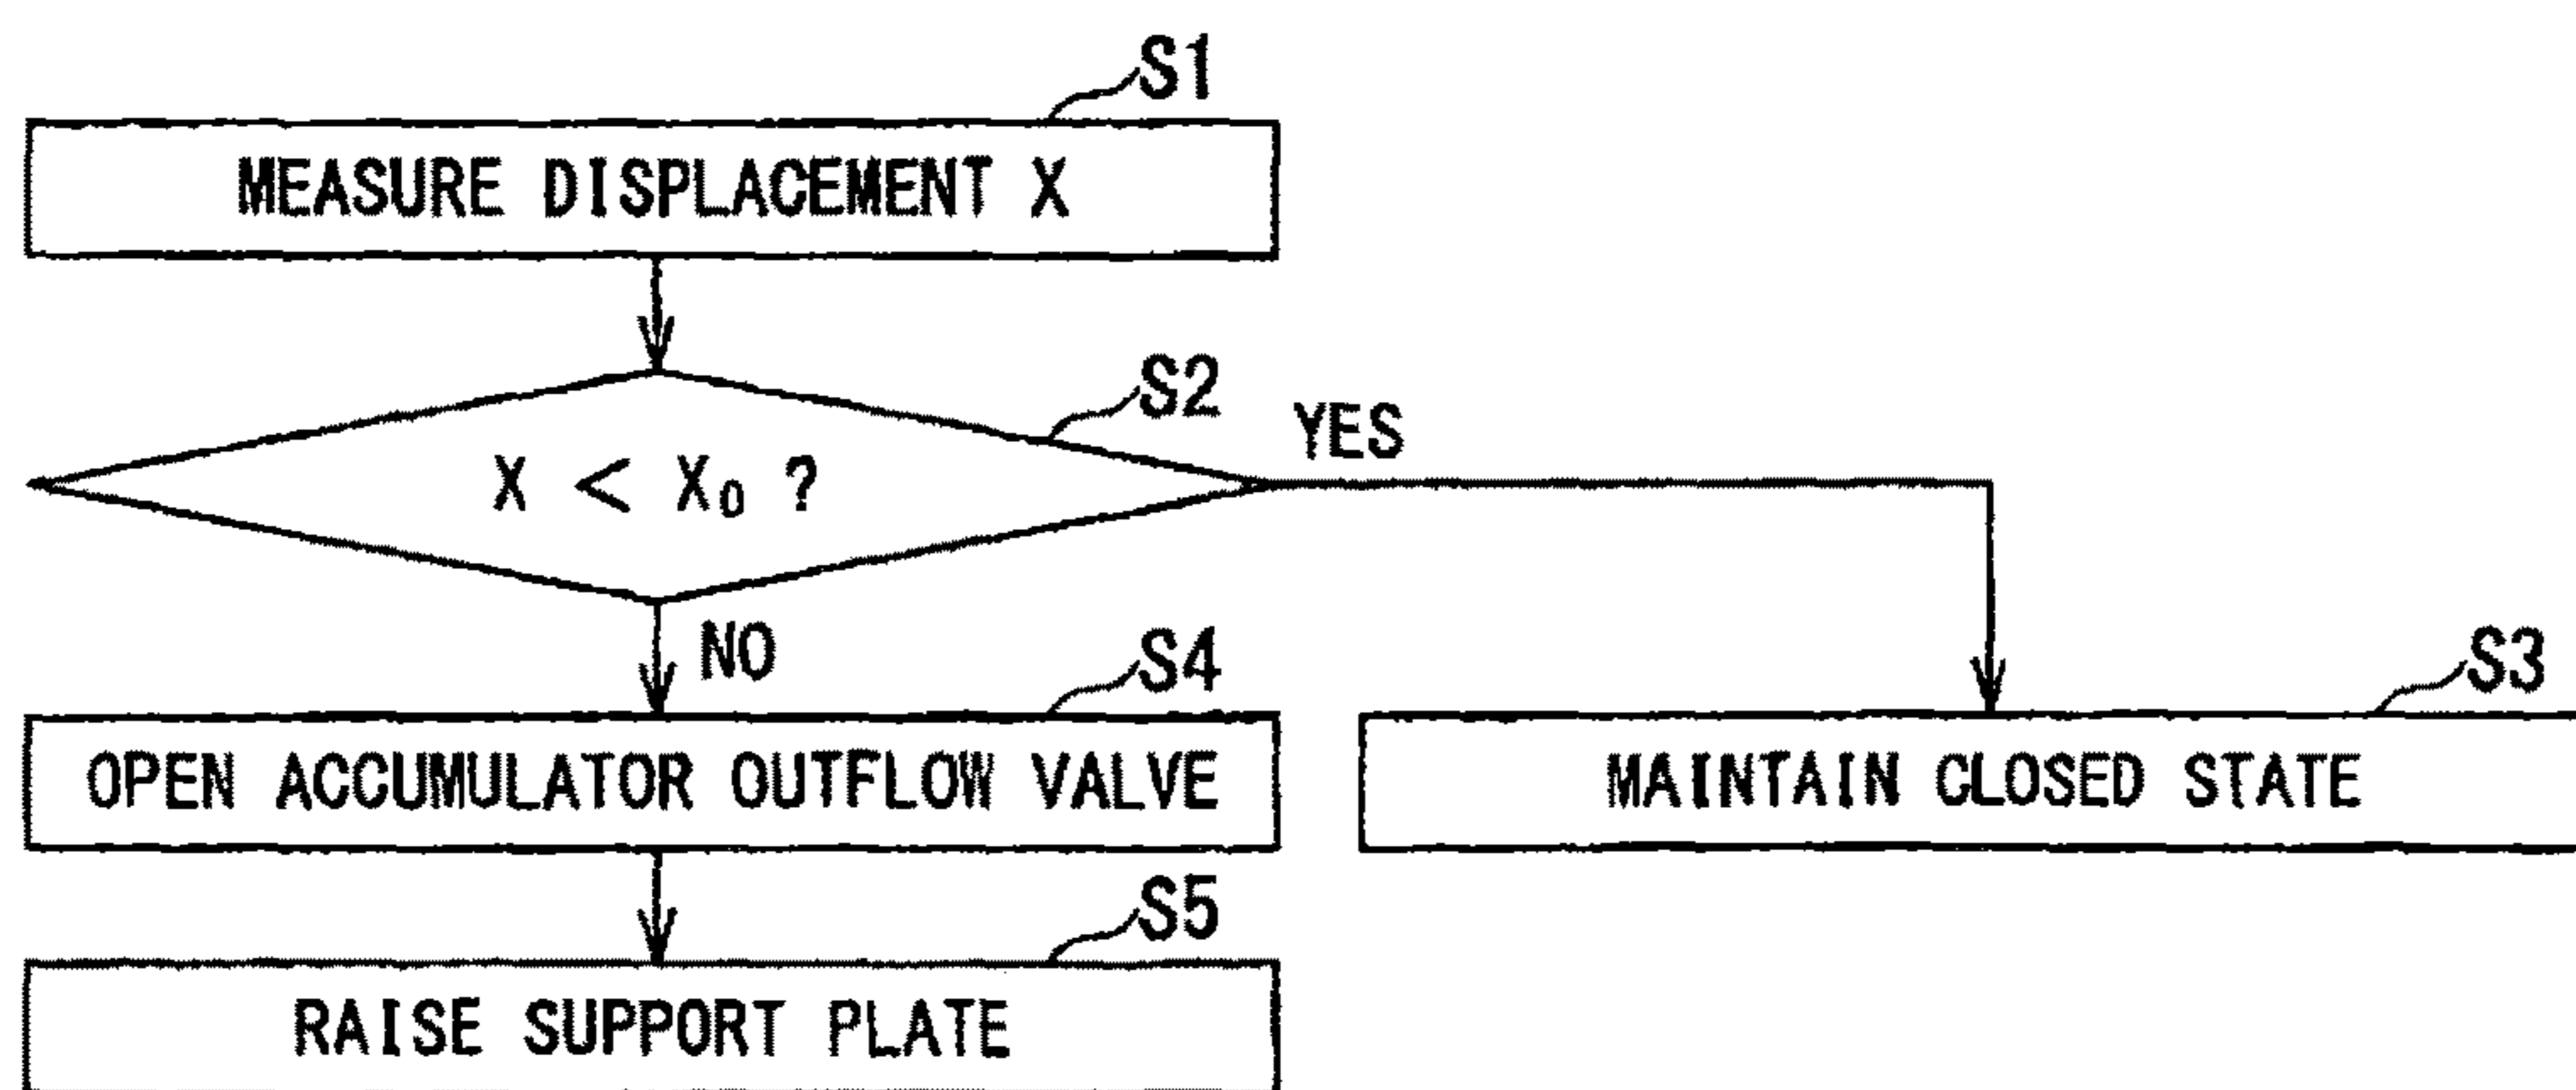 S1
MEASURE DISPLACEMENT X
S2
X < X₀ ?
YES
NO
S4
OPEN ACCUMULATOR OUTFLOW VALVE
S3
MAINTAIN CLOSED STATE
S5
RAISE SUPPORT PLATE